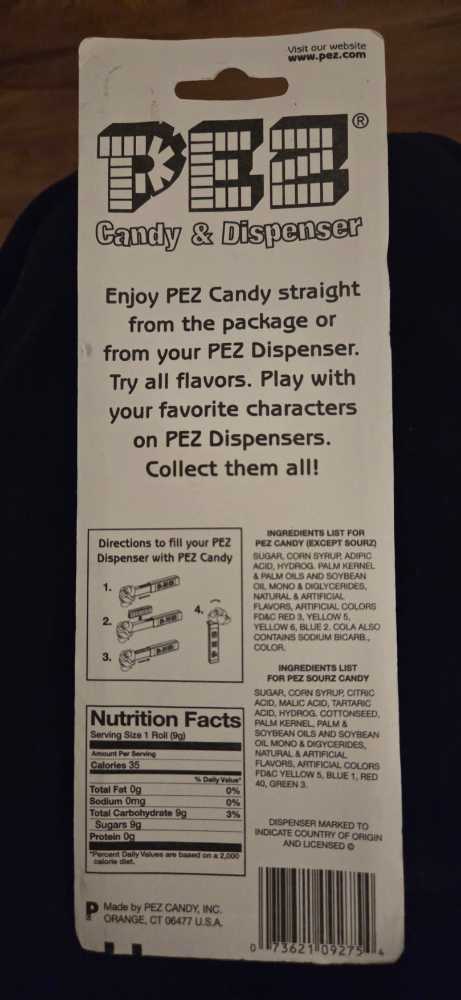 Visit our website
www.pez.com
PEZ®
Candy & Dispenser
Enjoy PEZ Candy straight
from the package or
from your PEZ Dispenser.
Try all flavors. Play with
your favorite characters
on PEZ Dispensers.
Collect them all!
Directions to fill your PEZ
Dispenser with PEZ Candy
1.
2.
3.
4.
INGREDIENTS LIST FOR
PEZ CANDY (EXCEPT SOURZ)
SUGAR, CORN SYRUP, ADIPIC
ACID, HYDROG. PALM KERNEL
& PALM OILS AND SOYBEAN
OIL, MONO & DIGLYCERIDES,
NATURAL & ARTIFICIAL
FLAVORS, ARTIFICIAL COLORS
FD&C RED 3, YELLOW 5,
YELLOW 6, BLUE 2. COLA ALSO
CONTAINS SODIUM BICARB.,
COLOR.
INGREDIENTS LIST
FOR PEZ SOURZ CANDY
SUGAR, CORN SYRUP, CITRIC
ACID, MALIC ACID, TARTARIC
ACID, HYDROG. COTTONSEED,
PALM KERNEL, PALM &
SOYBEAN OILS AND SOYBEAN
OIL MONO & DIGYCERIDES,
NATURAL & ARTIFICIAL
FLAVORS, ARTIFICIAL COLORS
FD&C YELLOW 5, BLUE 1, RED
40, GREEN 3.
Nutrition Facts
Serving Size 1 Roll (9g)
Amount Per Serving
Calories 35
% Daily Value*
Total Fat 0g 0%
Sodium 0mg 0%
Total Carbohydrate 9g 3%
Sugars 9g
Protein 0g
*Percent Daily Values are based on a 2,000
calorie diet.
DISPENSER MARKED TO
INDICATE COUNTRY OF ORIGIN
AND LICENSED ©
P Made by PEZ CANDY, INC.
ORANGE, CT 06477 U.S.A.
0 73621 09275 4